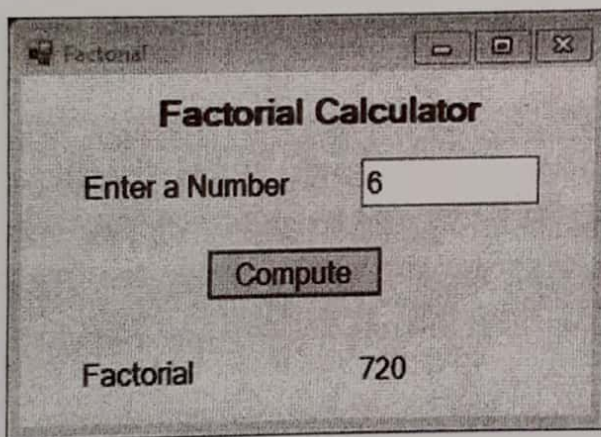 Factorial
Factorial Calculator
Enter a Number 6
Compute
Factorial 720